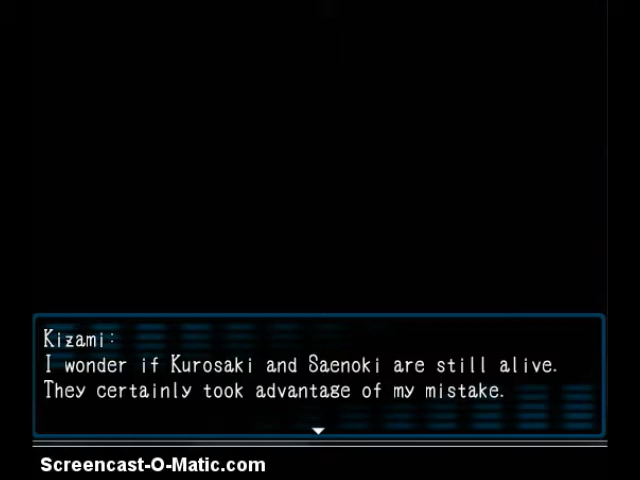 Kizami:
I wonder if Kurosaki and Saenoki are still alive.
They certainly took advantage of my mistake.
Screencast-O-Matic.com